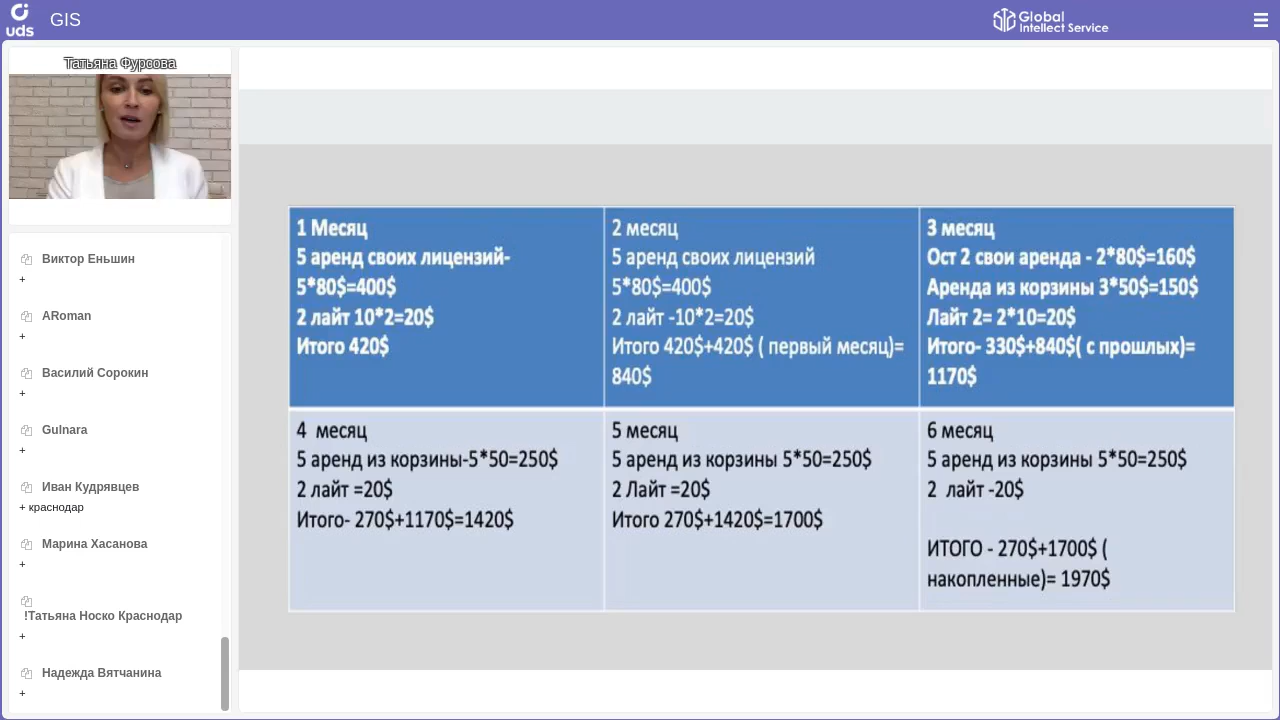 uds
GIS
Global
Intellect Service
Татьяна Фурсова
Виктор Еньшин
+
ARoman
+
Василий Сорокин
+
Gulnara
+
Иван Кудрявцев
+ краснодар
Марина Хасанова
+
!Татьяна Носко Краснодар
+
Надежда Вятчанина
+
1 Месяц
5 аренд своих лицензий-
5*80$=400$
2 лайт 10*2=20$
Итого 420$
2 месяц
5 аренд своих лицензий
5*80$=400$
2 лайт -10*2=20$
Итого 420$+420$ ( первый месяц)=
840$
3 месяц
Ост 2 свои аренда - 2*80$=160$
Аренда из корзины 3*50$=150$
Лайт 2= 2*10=20$
Итого- 330$+840$( с прошлых)=
1170$
4 месяц
5 аренд из корзины-5*50=250$
2 лайт =20$
Итого- 270$+1170$=1420$
5 месяц
5 аренд из корзины 5*50=250$
2 Лайт =20$
Итого 270$+1420$=1700$
6 месяц
5 аренд из корзины 5*50=250$
2 лайт -20$
ИТОГО - 270$+1700$ (
накопленные)= 1970$